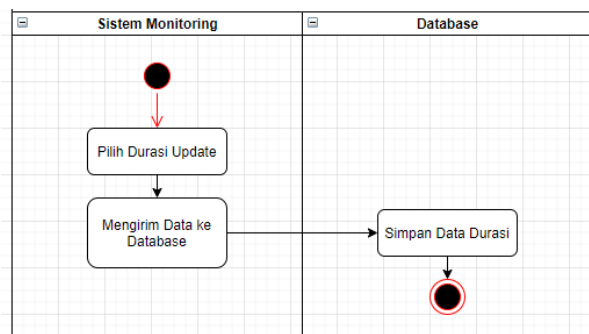 Sistem Monitoring
Database
Pilih Durasi Update
Mengirim Data ke
Database
Simpan Data Durasi